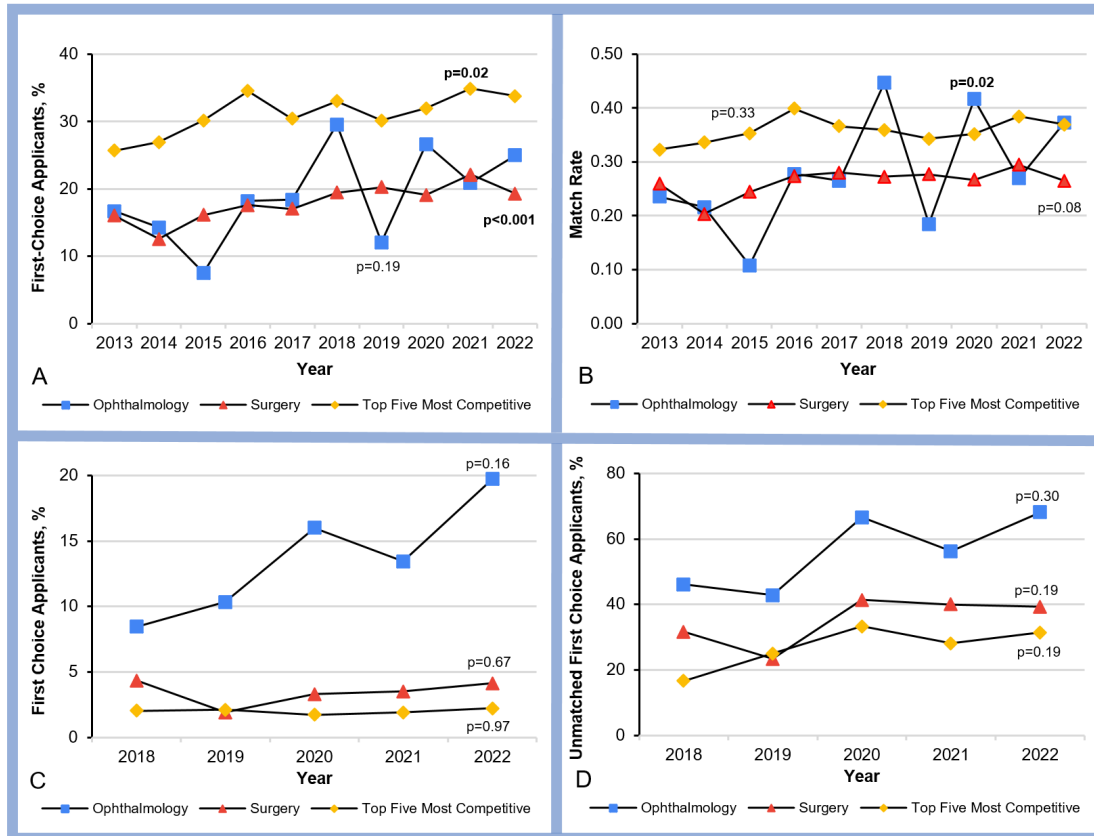 40
p=0.02
30
20
p<0.001
10
p=0.19
0
First-Choice Applicants, %
2013 2014 2015 2016 2017 2018 2019 2020 2021 2022
Year
A
Ophthalmology Surgery Top Five Most Competitive
0.50
p=0.02
0.40
p=0.33
0.30
0.20
p=0.08
0.10
0.00
Match Rate
2013 2014 2015 2016 2017 2018 2019 2020 2021 2022
Year
B
Ophthalmology Surgery Top Five Most Competitive
20
p=0.16
15
10
5
p=0.67
p=0.97
0
First Choice Applicants, %
2018 2019 2020 2021 2022
Year
C
Ophthalmology Surgery Top Five Most Competitive
80
p=0.30
60
p=0.19
40
p=0.19
20
0
Unmatched First Choice Applicants, %
2018 2019 2020 2021 2022
Year
D
Ophthalmology Surgery Top Five Most Competitive